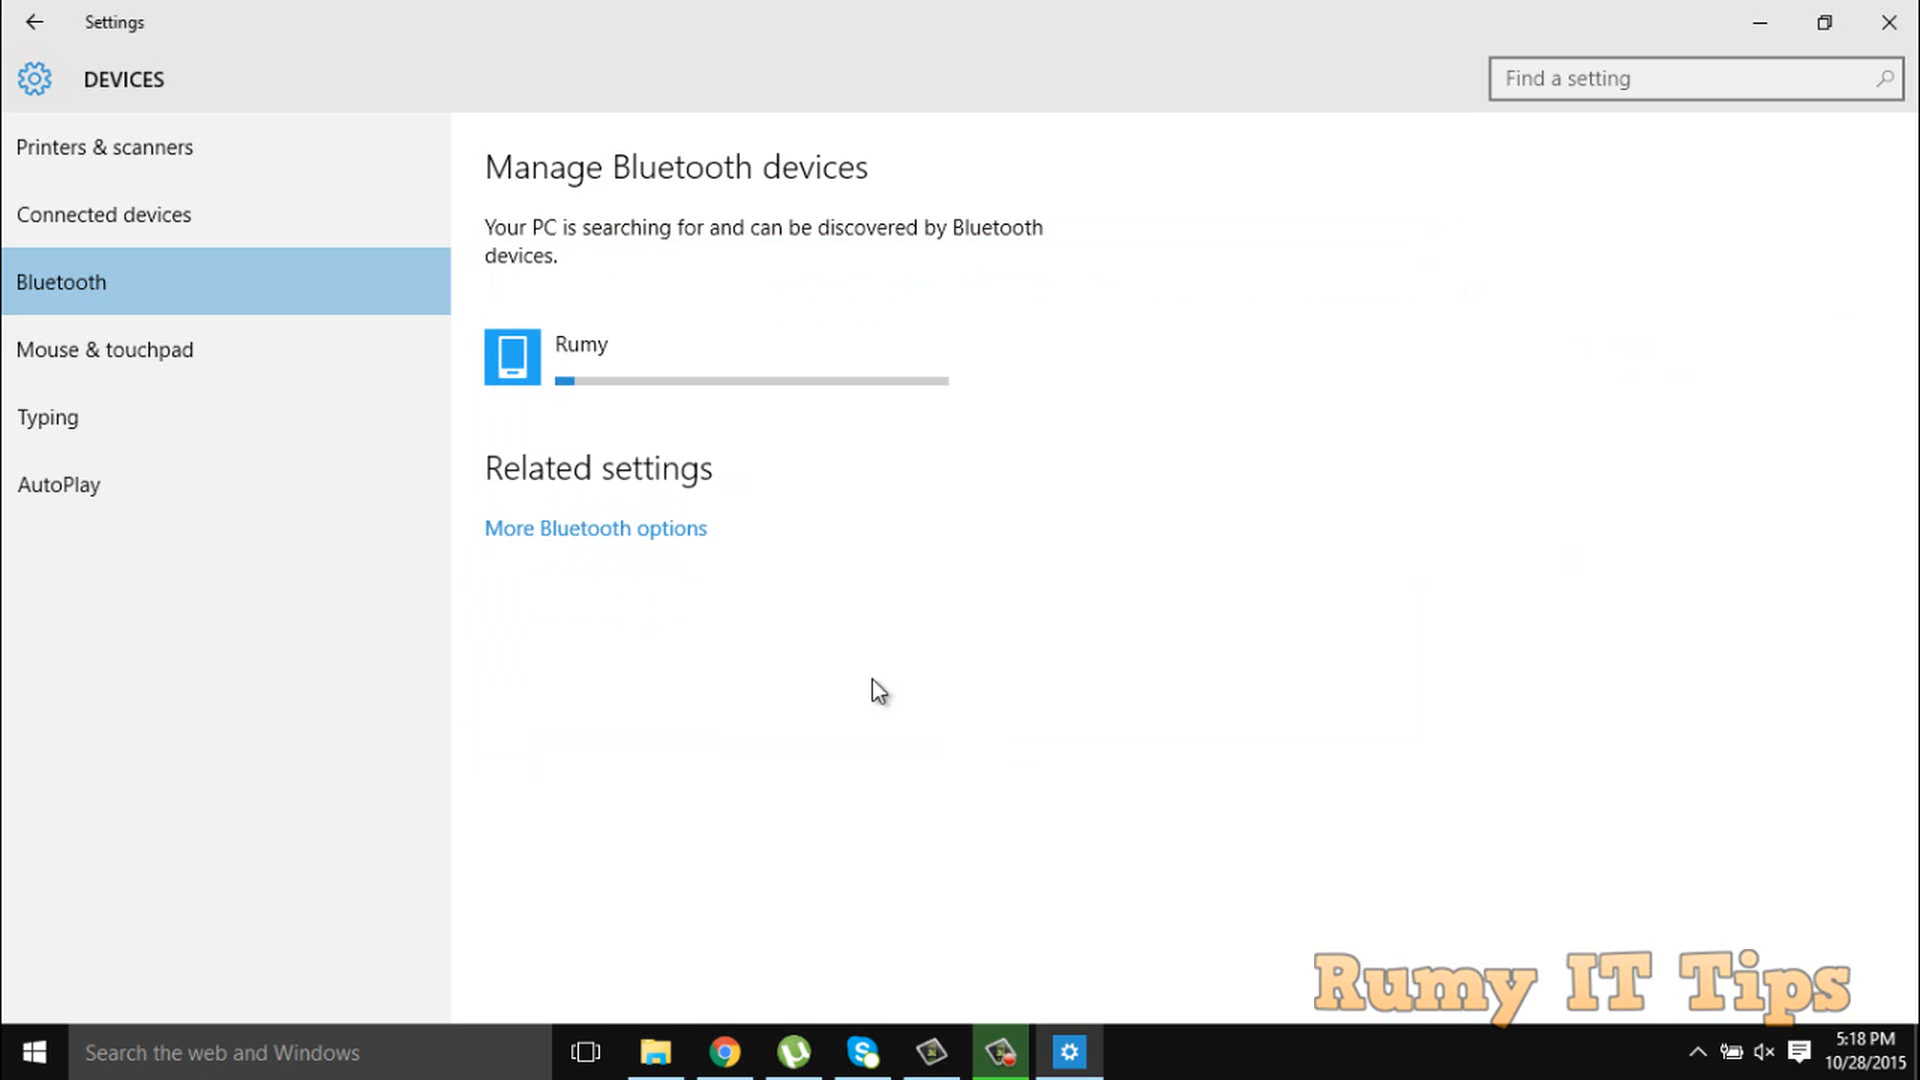 Settings
DEVICES
Find a setting
Printers & scanners
Connected devices
Bluetooth
Mouse & touchpad
Typing
AutoPlay
Manage Bluetooth devices
Your PC is searching for and can be discovered by Bluetooth
devices.
Rumy
Related settings
More Bluetooth options
Rumy IT Tips
Search the web and Windows
5:18 PM
10/28/2015